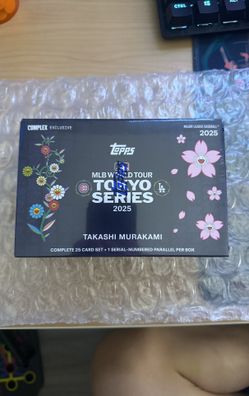 COMPLEX EXCLUSIVE
MAJOR LEAGUE BASEBALL
2025
Topps
MLB WORLD TOUR
TOKYO
SERIES
2025
LA
TAKASHI MURAKAMI
COMPLETE 25 CARD SET + 1 SERIAL-NUMBERED PARALLEL PER BOX